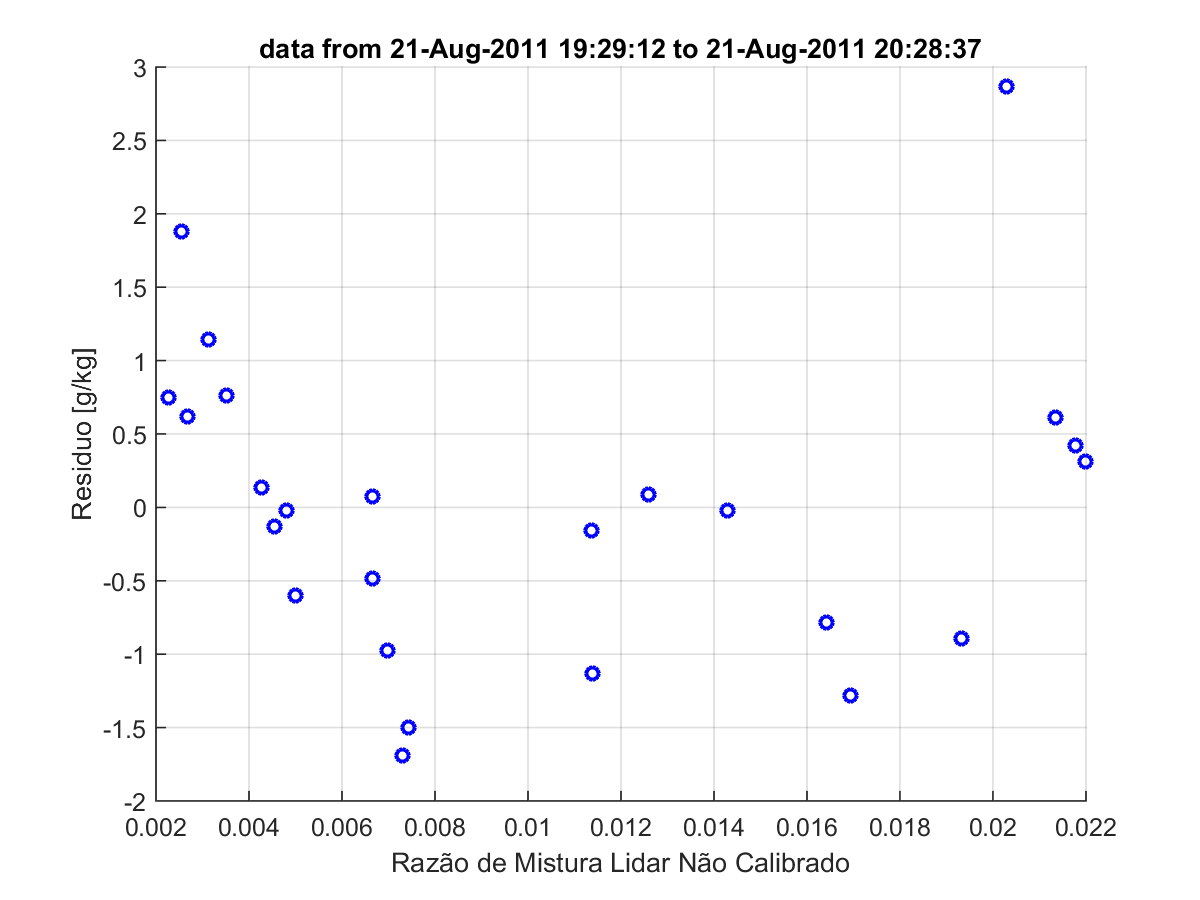 data from 21-Aug-2011 19:29:12 to 21-Aug-2011 20:28:37
3
2.5
2
1.5
1
0.5
0
-0.5
-1
-1.5
-2
Residuo [g/kg]
0.002 0.004 0.006 0.008 0.01 0.012 0.014 0.016 0.018 0.02 0.022
Razão de Mistura Lidar Não Calibrado